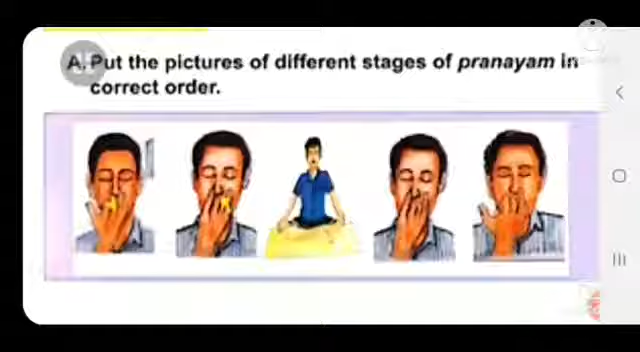 A. Put the pictures of different stages of pranayam in
correct order.